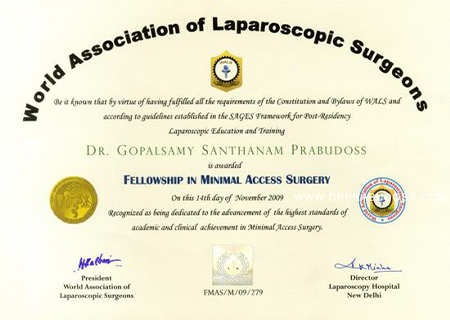 World Association of Laparoscopic Surgeons
WALS
Be it known that by virtue of having fulfilled all the requirements of the Constitution and Bylaws of WALS and
according to guidelines established in the SAGES Framework for Post-Residency
Laparoscopic Education and Training
DR. GOPALSAMY SANTHANAM PRABUDOSS
is awarded
FELLOWSHIP IN MINIMAL ACCESS SURGERY
On this 14th day of November 2009
Recognized as being dedicated to the advancement of the highest standards of
academic and clinical achievement in Minimal Access Surgery.
President
World Association of
Laparoscopic Surgeons
FMAS/M/09/279
Director
Laparoscopy Hospital
New Delhi